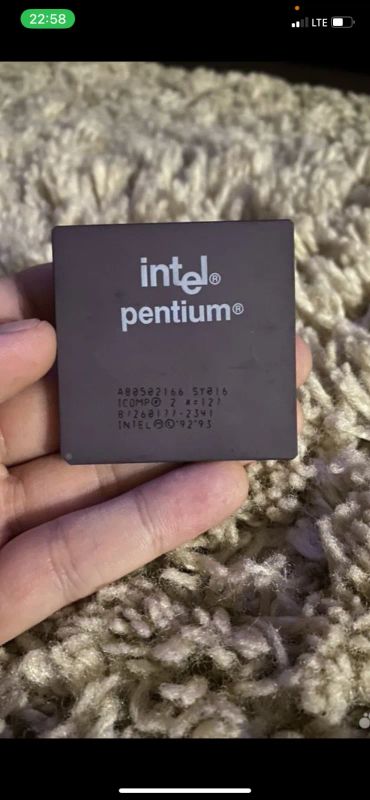 22:58
LTE
intel®
pentium®
A80502166 SY016
ICOMP® 2 #=127
INTEL Ⓜ©'92'93